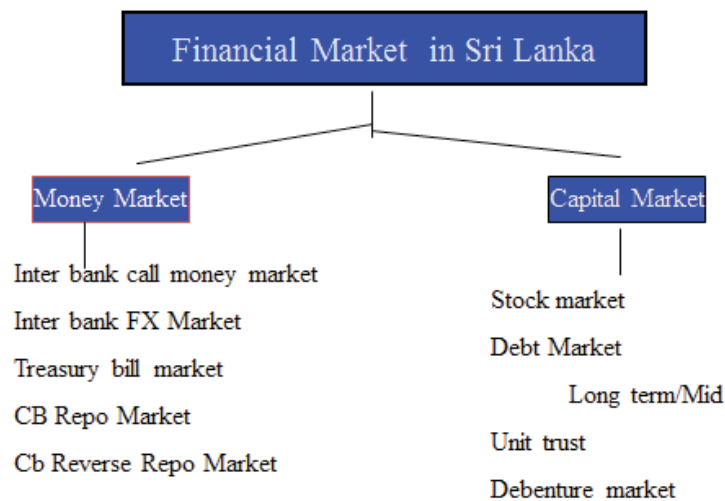 Financial Market in Sri Lanka
Money Market
Inter bank call money market
Inter bank FX Market
Treasury bill market
CB Repo Market
Cb Reverse Repo Market
Capital Market
Stock market
Debt Market
Long term/Mid
Unit trust
Debenture market